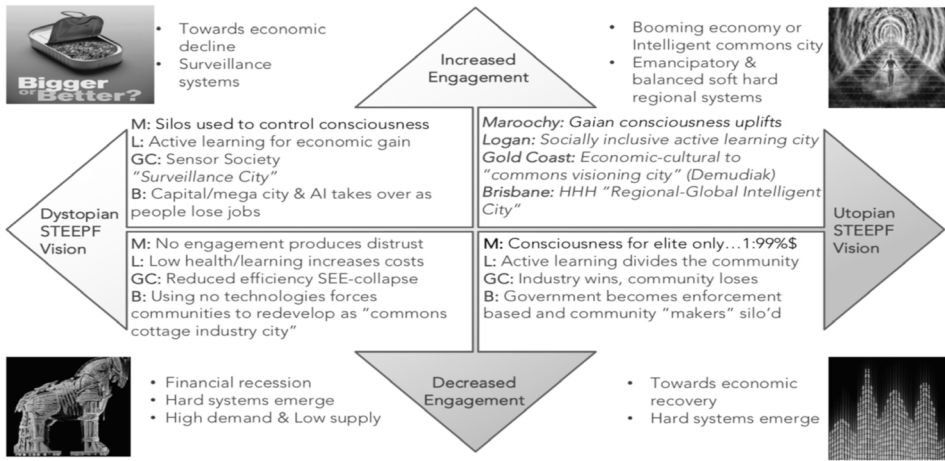 • Towards economic
decline
• Surveillance
systems
Bigger
or Better?
Increased
Engagement
• Booming economy or
Intelligent commons city
• Emancipatory &
balanced soft hard
regional systems
Dystopian
STEEPF
Vision
M: Silos used to control consciousness
L: Active learning for economic gain
GC: Sensor Society
“Surveillance City”
B: Capital/mega city & AI takes over as
people lose jobs
Maroochy: Gaian consciousness uplifts
Logan: Socially inclusive active learning city
Gold Coast: Economic-cultural to
“commons visioning city” (Demudiak)
Brisbane: HHH “Regional-Global Intelligent
City“
Utopian
STEEPF
Vision
M: No engagement produces distrust
L: Low health/learning increases costs
GC: Reduced efficiency SEE-collapse
B: Using no technologies forces
communities to redevelop as “commons
cottage industry city”
M: Consciousness for elite only...1:99%$
L: Active learning divides the community
GC: Industry wins, community loses
B: Government becomes enforcement
based and community “makers” silo’d
• Financial recession
• Hard systems emerge
• High demand & Low supply
Decreased
Engagement
• Towards economic
recovery
• Hard systems emerge